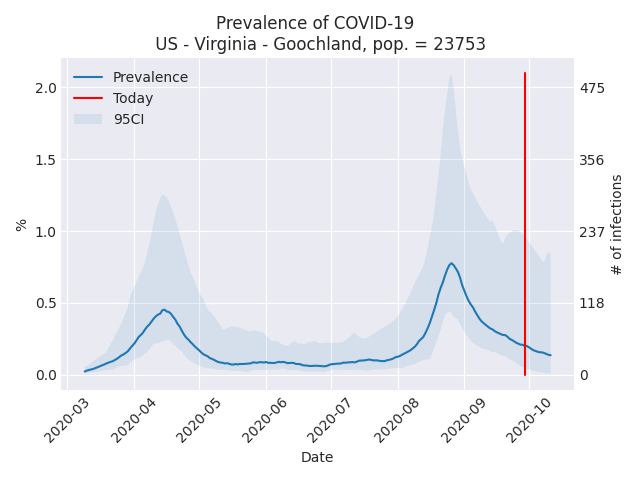 Prevalence of COVID-19
US - Virginia - Goochland, pop. = 23753
Prevalence
Today
95CI
2.0
1.5
1.0
0.5
0.0
%
475
356
237
118
0
# of infections
2020-03
2020-04
2020-05
2020-06
2020-07
2020-08
2020-09
2020-10
Date